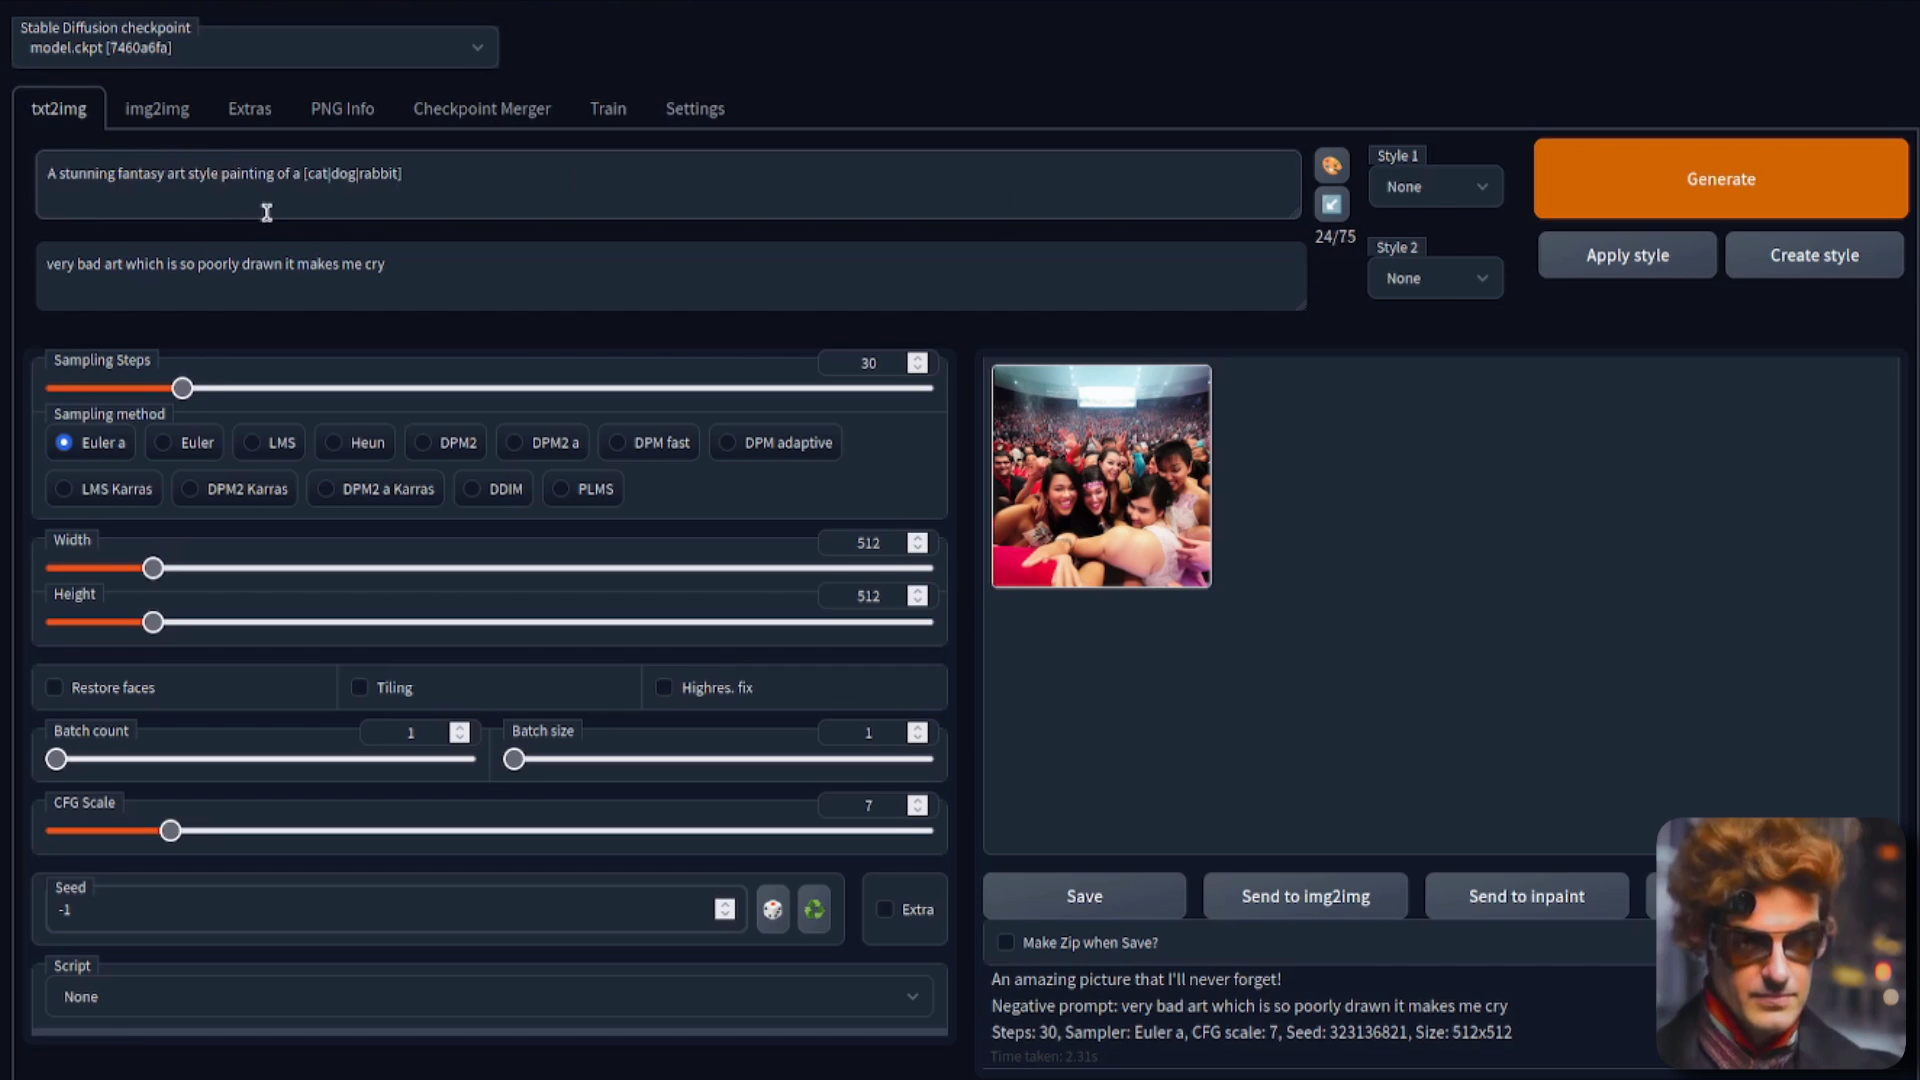 Stable Diffusion checkpoint
model.ckpt [7460a6fa]
txt2img
img2img
Extras
PNG Info
Checkpoint Merger
Train
Settings
A stunning fantasy art style painting of a [cat|dog|rabbit]
24/75
very bad art which is so poorly drawn it makes me cry
Style 1
None
Style 2
None
Generate
Apply style
Create style
Sampling Steps
30
Sampling method
Euler a
Euler
LMS
Heun
DPM2
DPM2 a
DPM fast
DPM adaptive
LMS Karras
DPM2 Karras
DPM2 a Karras
DDIM
PLMS
Width
512
Height
512
Restore faces
Tiling
Highres. fix
Batch count
1
Batch size
1
CFG Scale
7
Seed
-1
Extra
Script
None
Save
Send to img2img
Send to inpaint
Make Zip when Save?
An amazing picture that I'll never forget!
Negative prompt: very bad art which is so poorly drawn it makes me cry
Steps: 30, Sampler: Euler a, CFG scale: 7, Seed: 323136821, Size: 512x512
Time taken: 2.31s